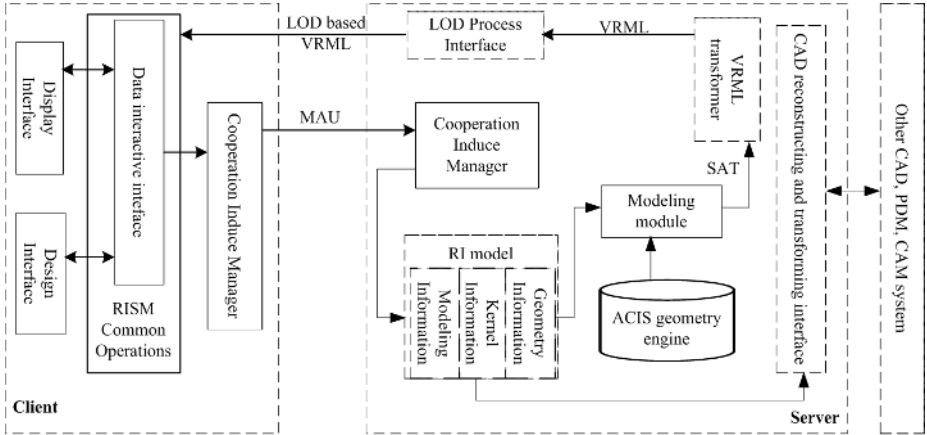 LOD based
VRML
LOD Process
Interface
VRML
VRML
transformer
CAD reconstructing and transforming interface
Other CAD, PDM, CAM system
Display
Interface
Data interactive inteface
Cooperation Induce Manager
MAU
Cooperation
Induce
Manager
SAT
Modeling
module
Design
Interface
RISM
Common
Operations
RI model
Modeling
Information
Kernel
Information
Geometry
Information
ACIS geometry
engine
Client
Server